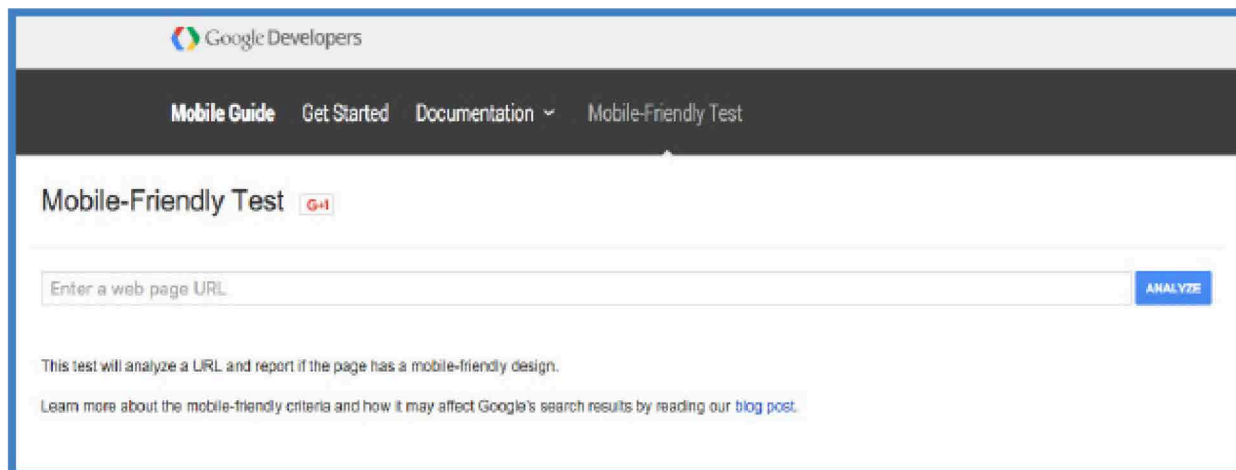 Google Developers
Mobile Guide Get Started Documentation Mobile-Friendly Test
Mobile-Friendly Test G+1
Enter a web page URL ANALYZE
This test will analyze a URL and report if the page has a mobile-friendly design.
Learn more about the mobile-friendly criteria and how it may affect Google's search results by reading our blog post.